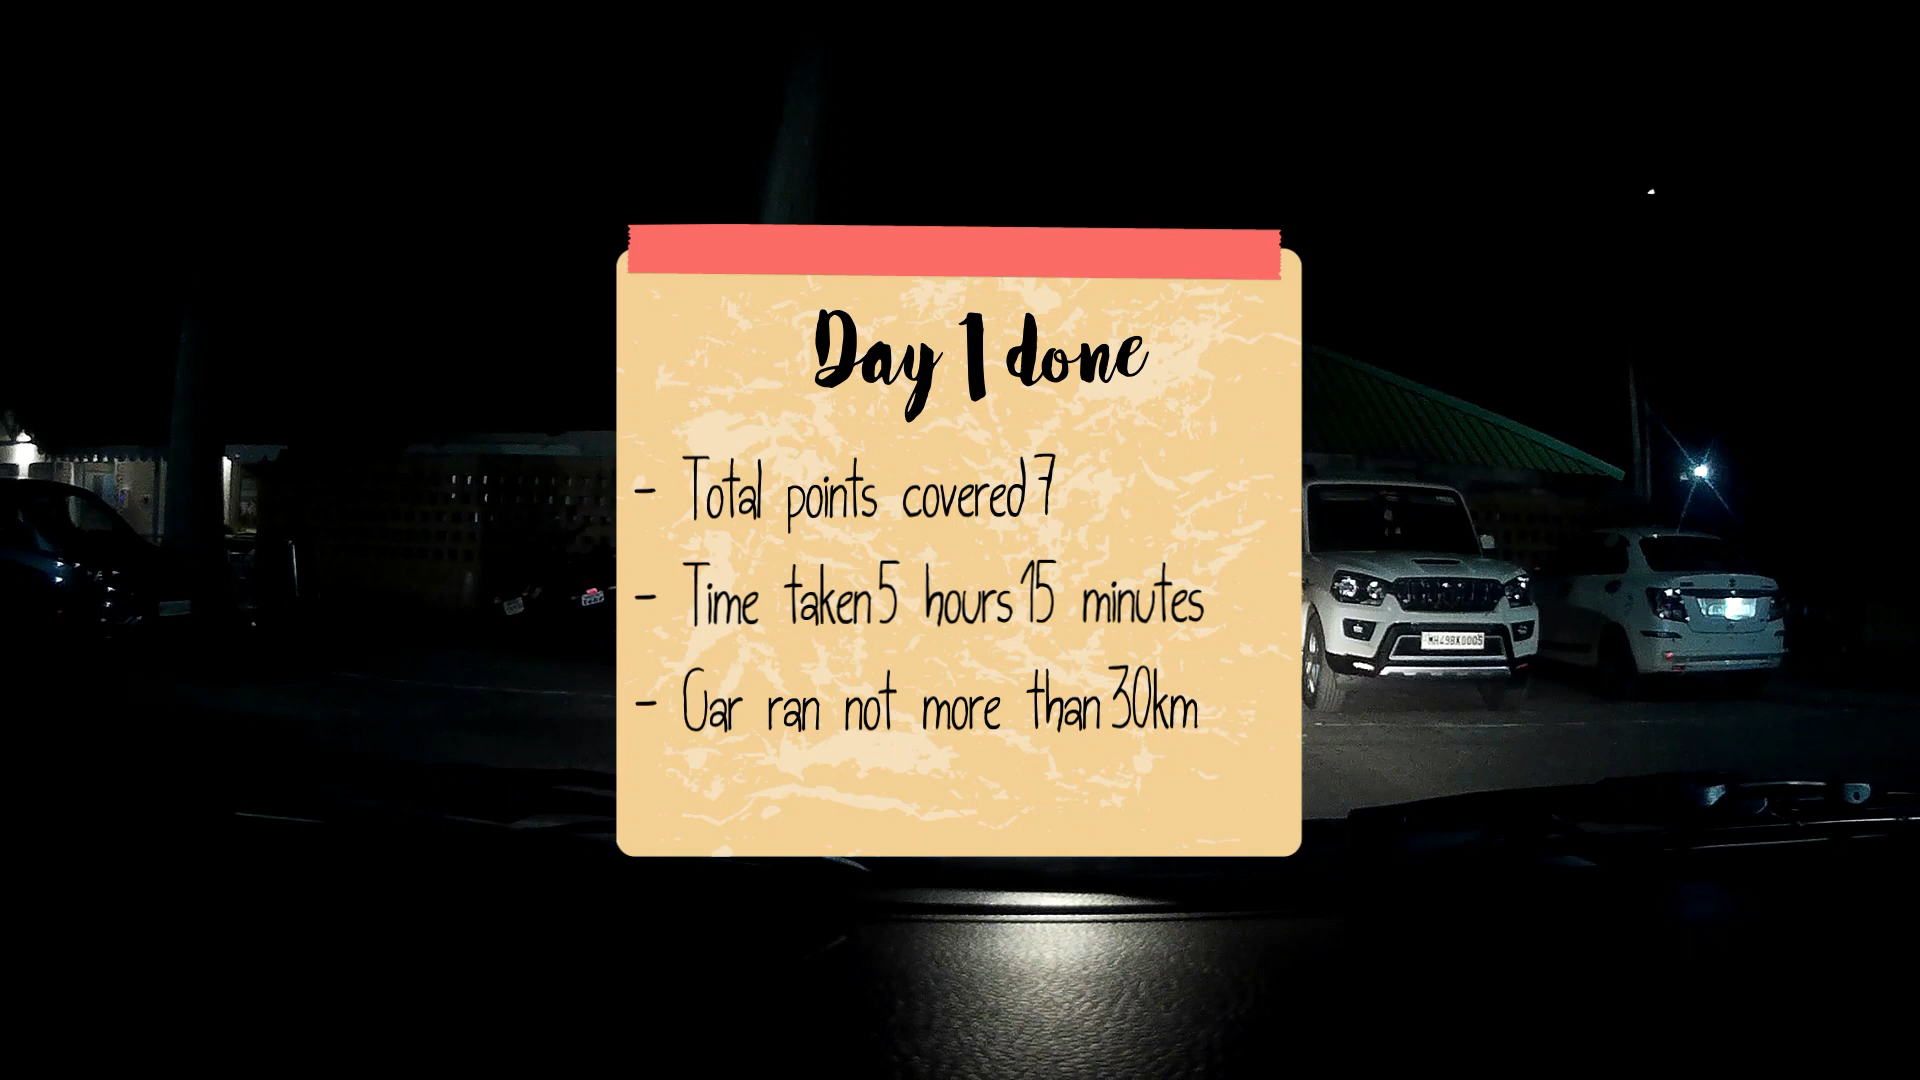 Day 1 done
- Total points covered 7
- Time taken 5 hours 15 minutes
- Car ran not more than 30km
MH49BK0005